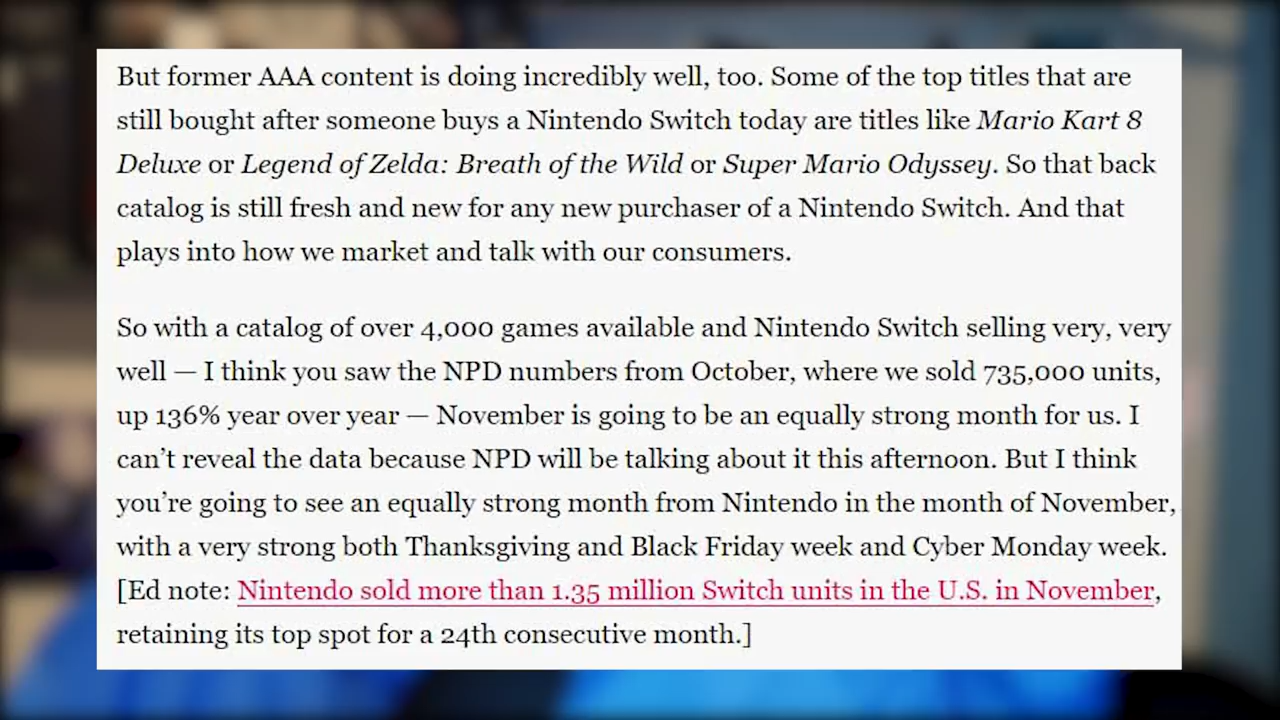 But former AAA content is doing incredibly well, too. Some of the top titles that are
still bought after someone buys a Nintendo Switch today are titles like Mario Kart 8
Deluxe or Legend of Zelda: Breath of the Wild or Super Mario Odyssey. So that back
catalog is still fresh and new for any new purchaser of a Nintendo Switch. And that
plays into how we market and talk with our consumers.
So with a catalog of over 4,000 games available and Nintendo Switch selling very, very
well — I think you saw the NPD numbers from October, where we sold 735,000 units,
up 136% year over year — November is going to be an equally strong month for us. I
can’t reveal the data because NPD will be talking about it this afternoon. But I think
you’re going to see an equally strong month from Nintendo in the month of November,
with a very strong both Thanksgiving and Black Friday week and Cyber Monday week.
[Ed note: Nintendo sold more than 1.35 million Switch units in the U.S. in November,
retaining its top spot for a 24th consecutive month.]